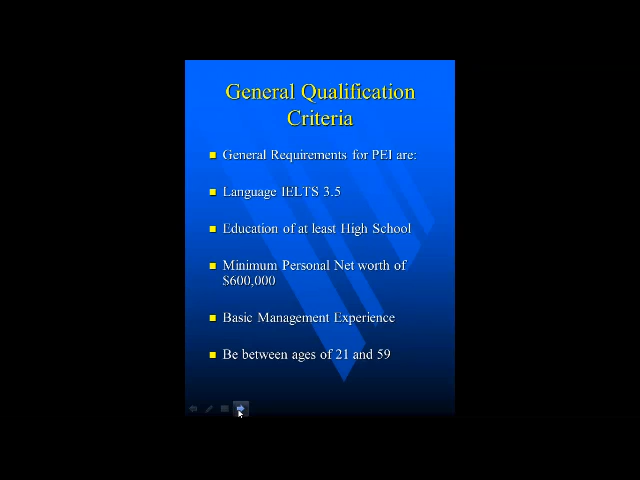 General Qualification
Criteria
General Requirements for PEI are:
Language IELTS 3.5
Education of at least High School
Minimum Personal Net worth of
$600,000
Basic Management Experience
Be between ages of 21 and 59